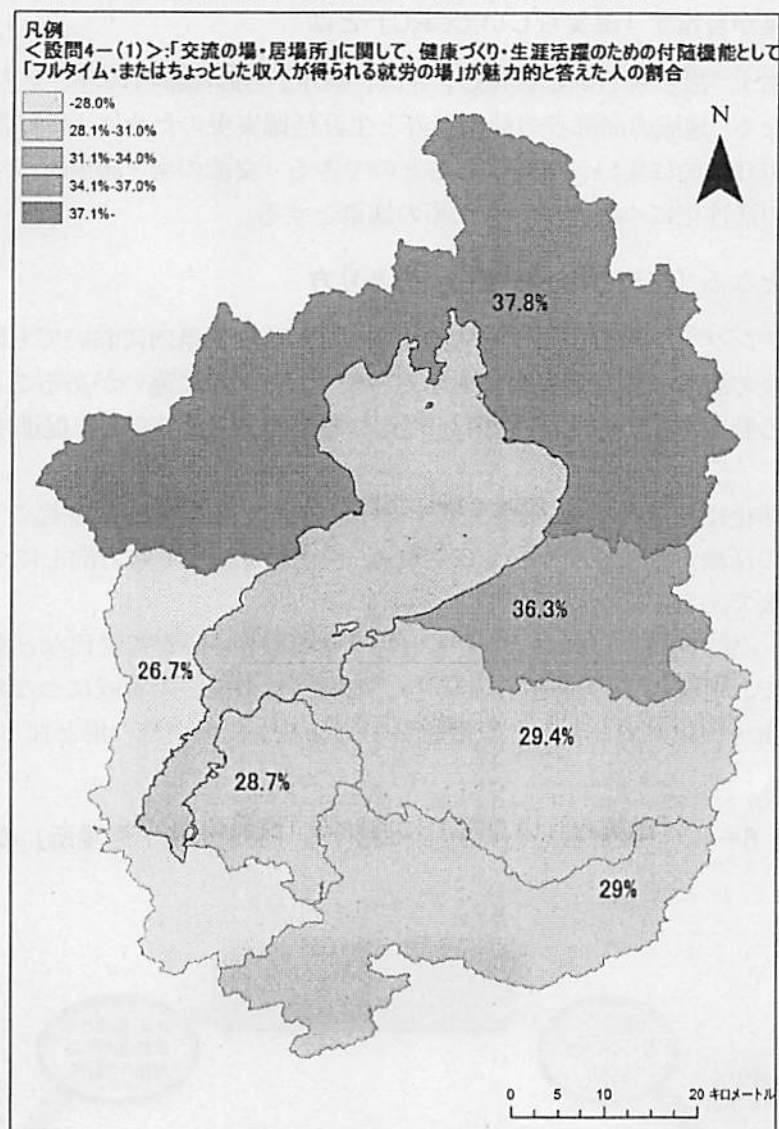 凡例
＜設問4－(1)＞:「交流の場・居場所」に関して、健康づくり・生涯活躍のための付随機能として
「フルタイム・またはちょっとした収入が得られる就労の場」が魅力的と答えた人の割合
-28.0%
28.1%-31.0%
31.1%-34.0%
34.1%-37.0%
37.1%-
N
37.8%
36.3%
26.7%
29.4%
28.7%
29%
0 5 10 20 キロメートル